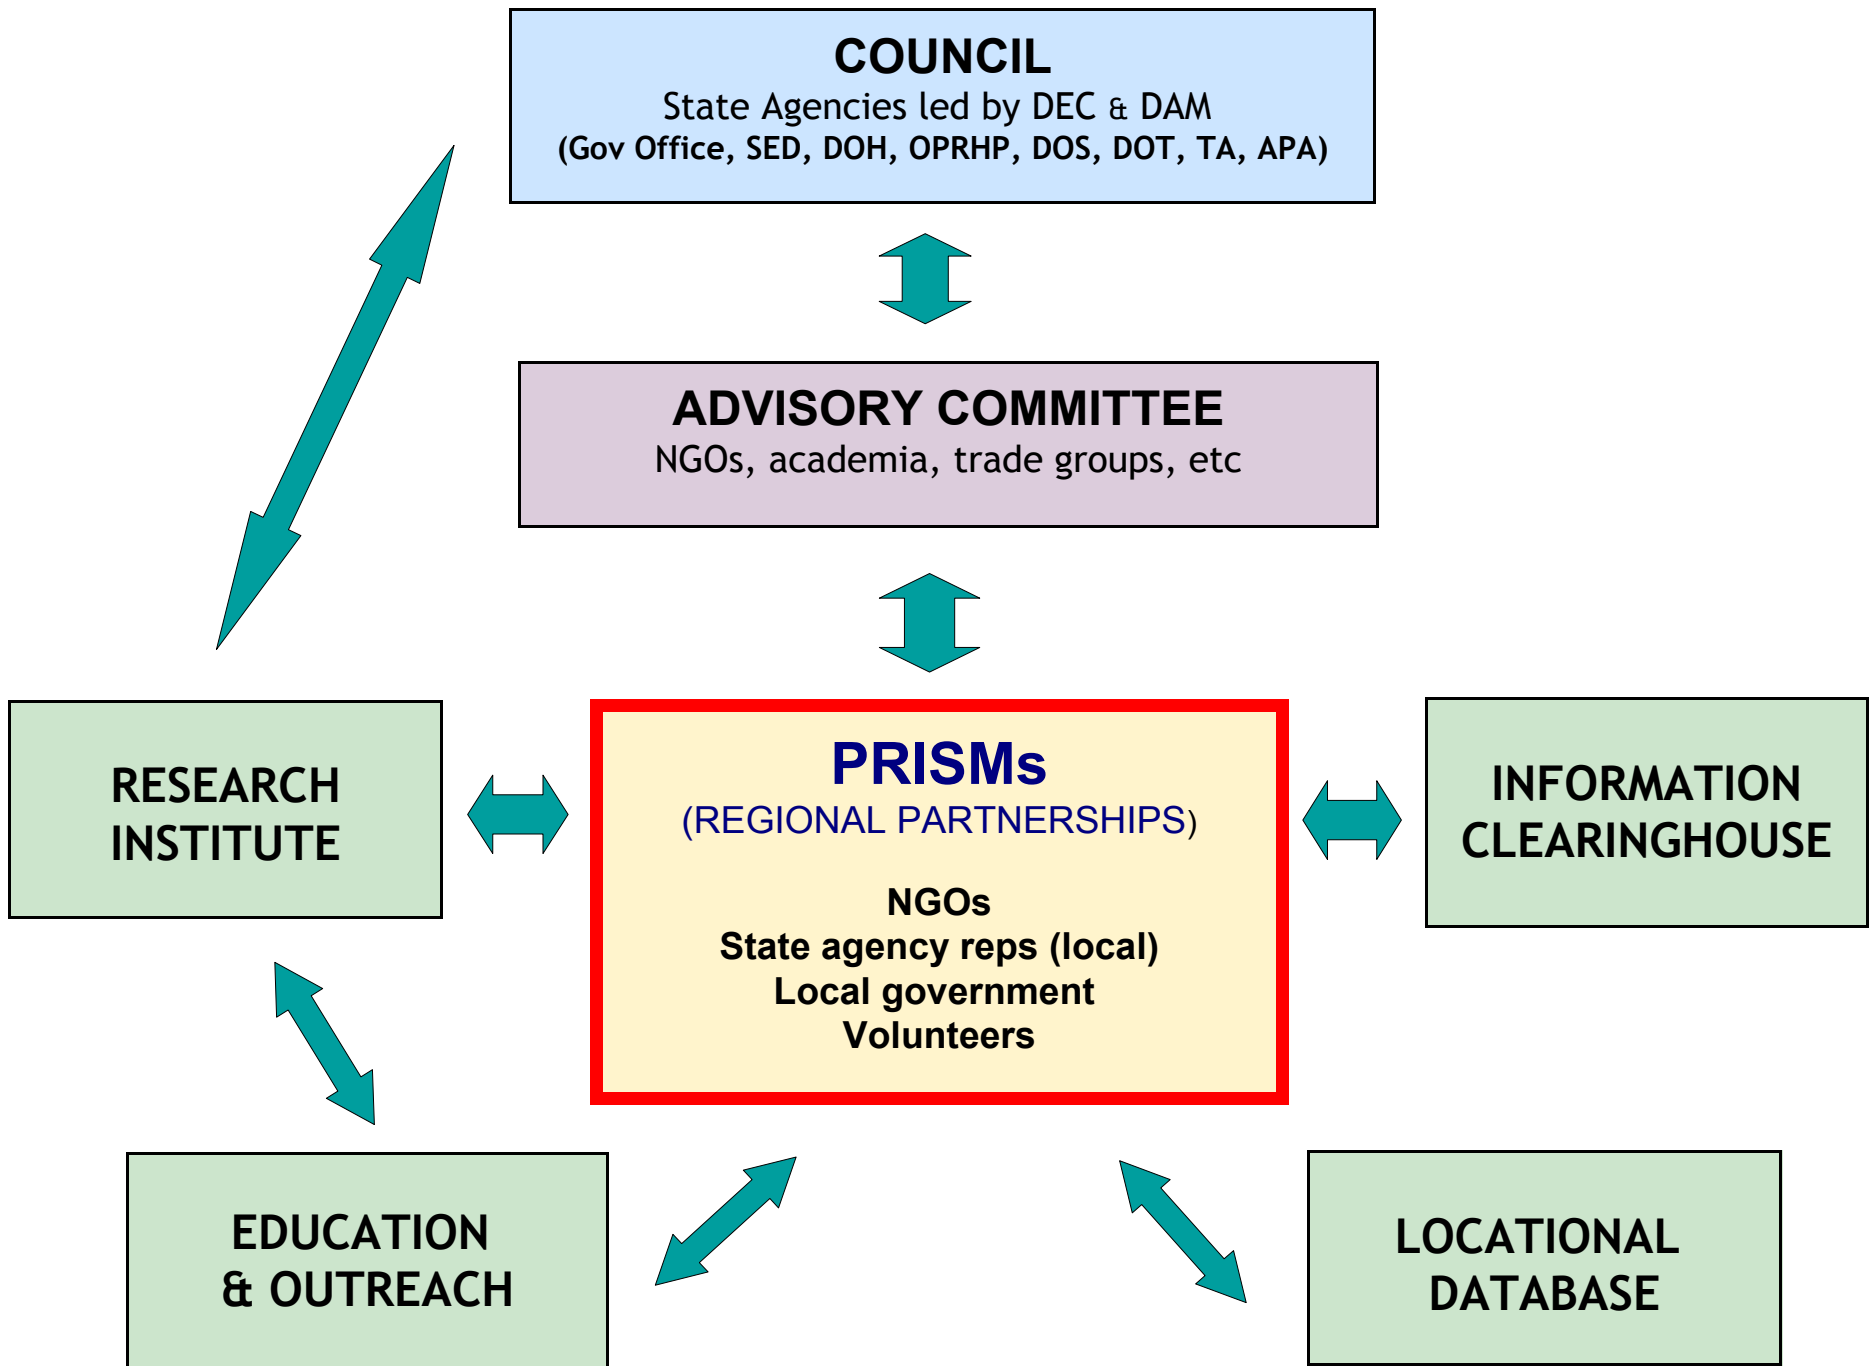 COUNCIL
State Agencies led by DEC & DAM
(Gov Office, SED, DOH, OPRHP, DOS, DOT, TA, APA)
ADVISORY COMMITTEE
NGOs, academia, trade groups, etc
RESEARCH
INSTITUTE
PRISMs
(REGIONAL PARTNERSHIPS)
NGOs
State agency reps (local)
Local government
Volunteers
INFORMATION
CLEARINGHOUSE
EDUCATION
& OUTREACH
LOCATIONAL
DATABASE